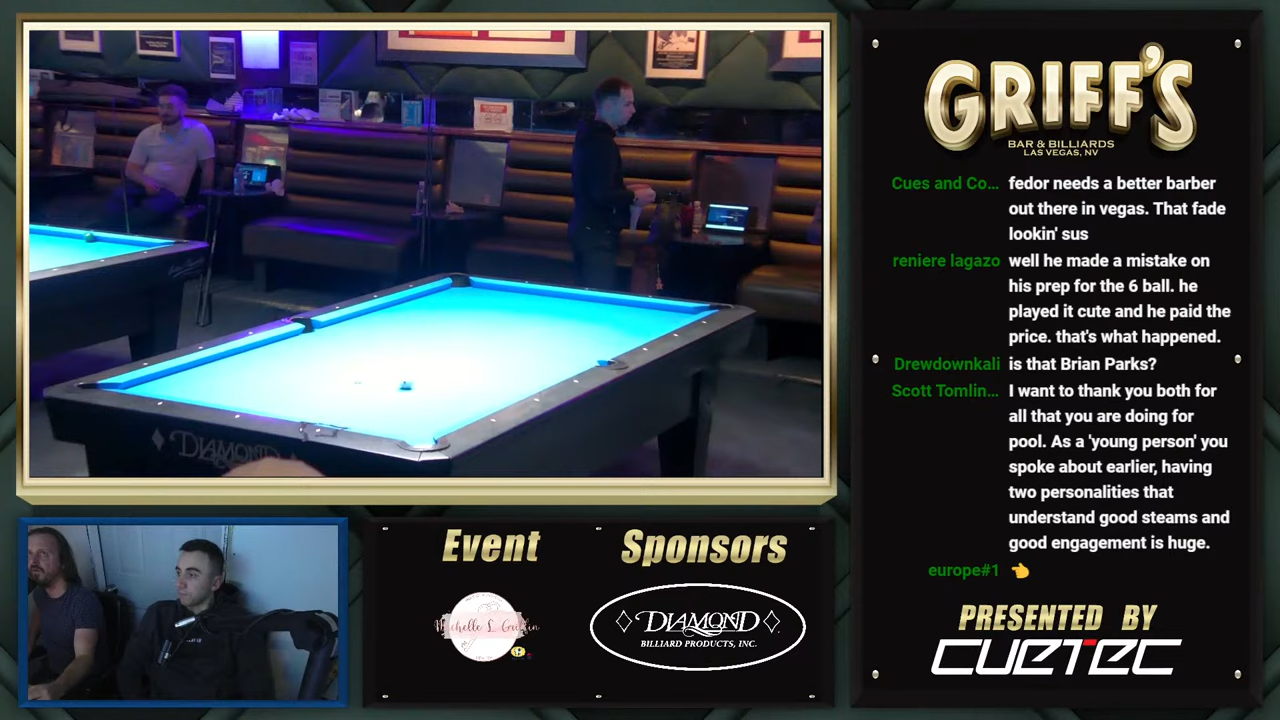 GRIFF'S
BAR & BILLIARDS
LAS VEGAS, NV
Cues and Co... fedor needs a better barber
out there in vegas. That fade
lookin' sus
reniere lagazo well he made a mistake on
his prep for the 6 ball. he
played it cute and he paid the
price. that's what happened.
Drewdownkali is that Brian Parks?
Scott Tomlin... I want to thank you both for
all that you are doing for
pool. As a 'young person' you
spoke about earlier, having
two personalities that
understand good steams and
good engagement is huge.
europe#1 👈
PRESENTED BY
CUETEC
DIAMOND
Event Sponsors
DIAMOND
BILLIARD PRODUCTS, INC.